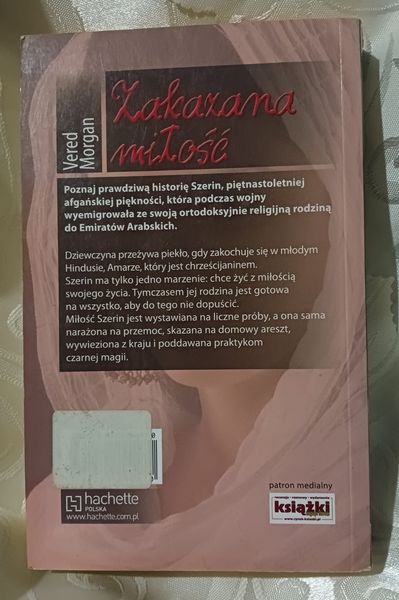 Vered
Morgan
Zakazana
miłość
Poznaj prawdziwą historię Szerin, piętnastoletniej
afgańskiej piękności, która podczas wojny
wyemigrowała ze swoją ortodoksyjnie religijną rodziną
do Emiratów Arabskich.
Dziewczyna przeżywa piekło, gdy zakochuje się w młodym
Hindusie, Amarze, który jest chrześcijaninem.
Szerin ma tylko jedno marzenie: chce żyć z miłością
swojego życia. Tymczasem jej rodzina jest gotowa
na wszystko, aby do tego nie dopuścić.
Miłość Szerin jest wystawiana na liczne próby, a ona sama
narażona na przemoc, skazana na domowy areszt,
wywieziona z kraju i poddawana praktykom
czarnej magii.
hachette
POLSKA
www.hachette.com.pl
patron medialny
książki